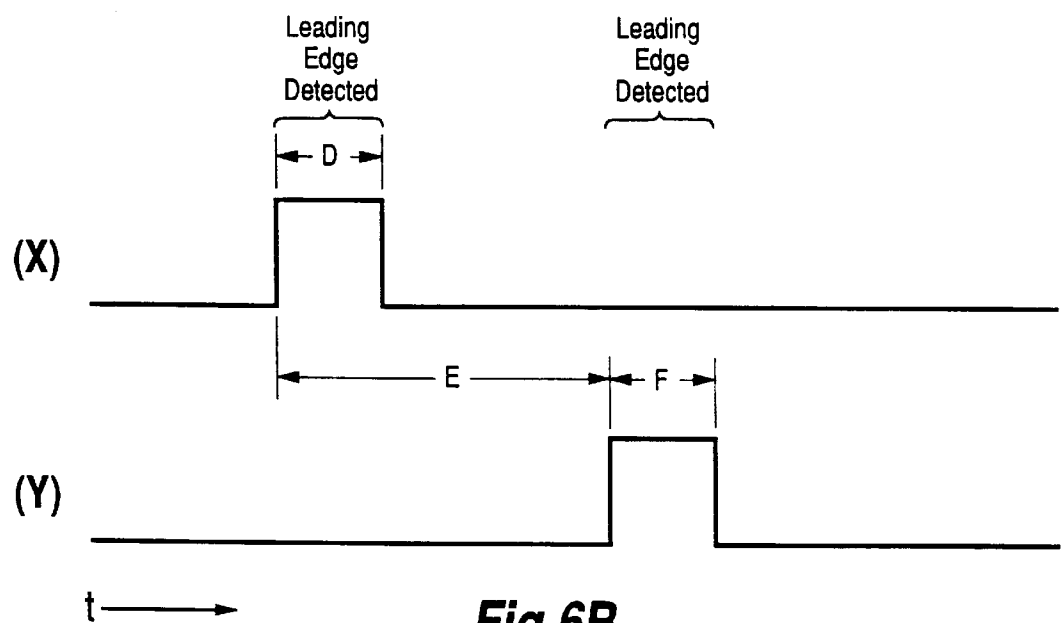 Leading
Edge
Detected
Leading
Edge
Detected
D
(X)
E
F
(Y)
t
Fig.6B